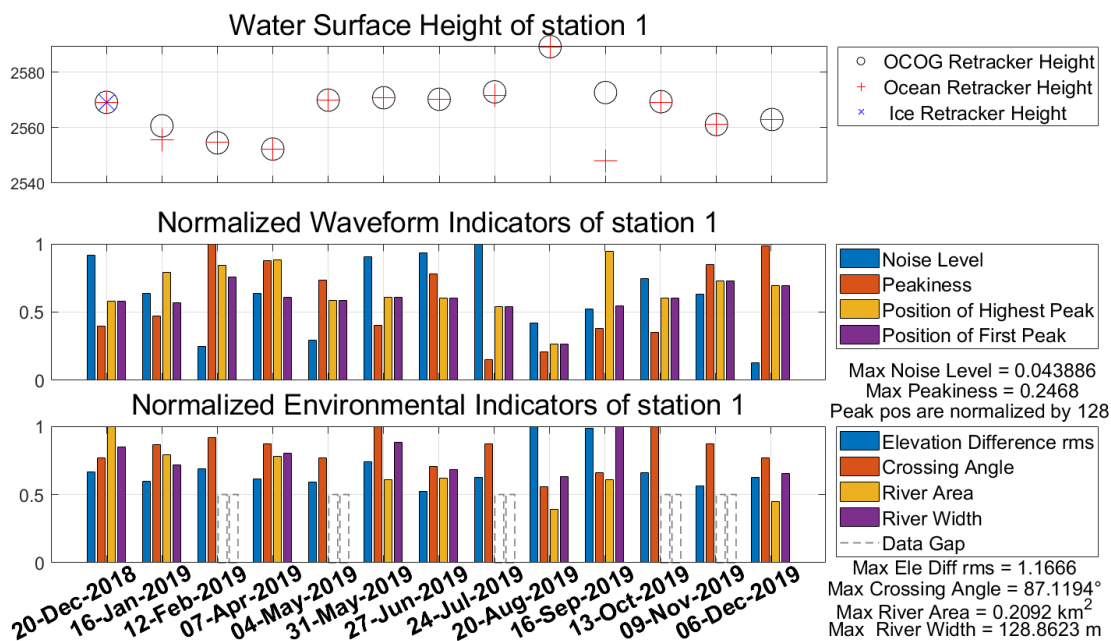 Water Surface Height of station 1
2580
2560
2540
OCOG Retracker Height
Ocean Retracker Height
Ice Retracker Height
Normalized Waveform Indicators of station 1
1
0.5
0
Noise Level
Peakiness
Position of Highest Peak
Position of First Peak
Max Noise Level = 0.043886
Max Peakiness = 0.2468
Peak pos are normalized by 128
Normalized Environmental Indicators of station 1
1
0.5
0
Elevation Difference rms
Crossing Angle
River Area
River Width
Data Gap
Max Ele Diff rms = 1.1666
Max Crossing Angle = 87.1194°
Max River Area = 0.2092 km²
Max River Width = 128.8623 m
20-Dec-2018
16-Jan-2019
12-Feb-2019
07-Apr-2019
04-May-2019
31-May-2019
27-Jun-2019
24-Jul-2019
20-Aug-2019
16-Sep-2019
13-Oct-2019
09-Nov-2019
06-Dec-2019